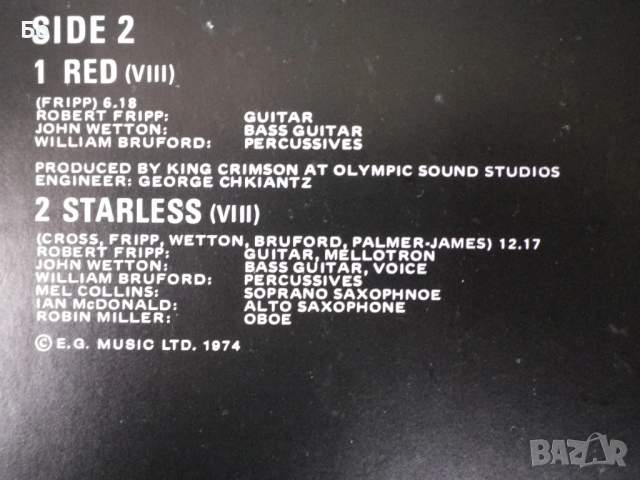 Бg
SIDE 2
1 RED (VIII)
(FRIPP) 6.18
ROBERT FRIPP: GUITAR
JOHN WETTON: BASS GUITAR
WILLIAM BRUFORD: PERCUSSIVES
PRODUCED BY KING CRIMSON AT OLYMPIC SOUND STUDIOS
ENGINEER: GEORGE CHKIANTZ
2 STARLESS (VIII)
(CROSS, FRIPP, WETTON, BRUFORD, PALMER-JAMES) 12.17
ROBERT FRIPP: GUITAR, MELLOTRON
JOHN WETTON: BASS GUITAR, VOICE
WILLIAM BRUFORD: PERCUSSIVES
MEL COLLINS: SOPRANO SAXOPHNOE
IAN McDONALD: ALTO SAXOPHONE
ROBIN MILLER: OBOE
© E.G. MUSIC LTD. 1974
BAZAR